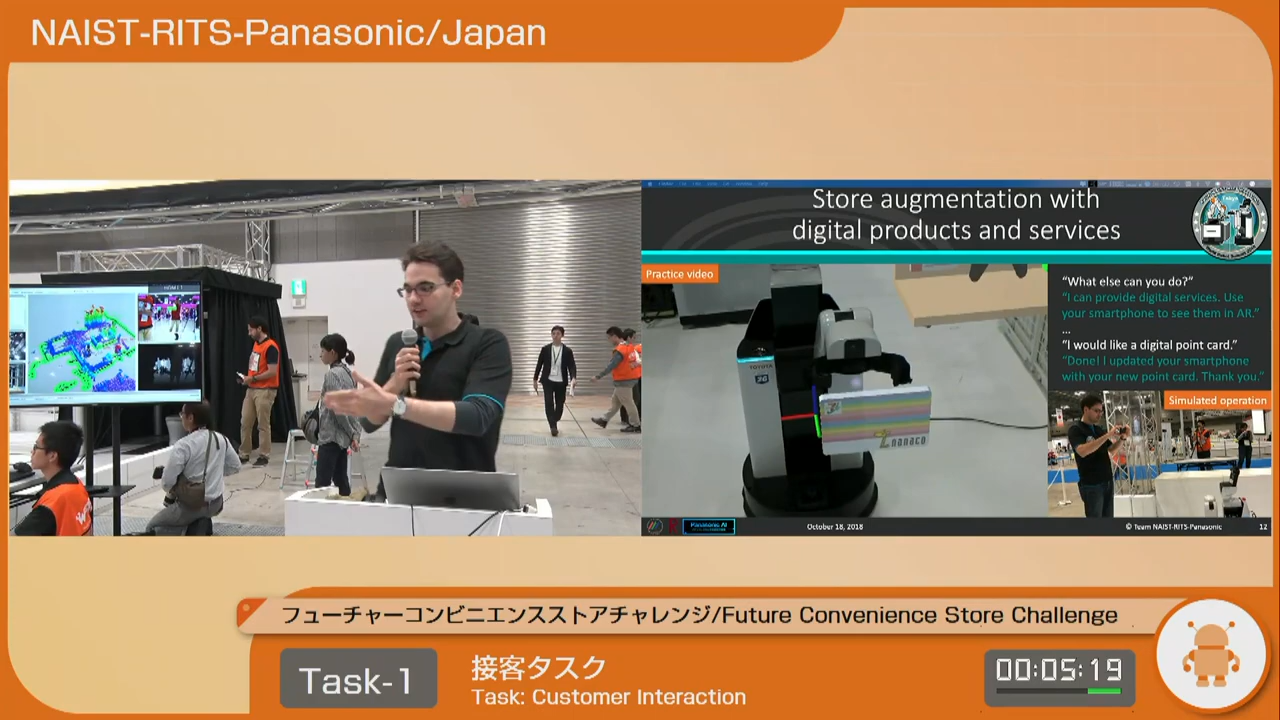 NAIST-RITS-Panasonic/Japan
Store augmentation with
digital products and services
Practice video
"What else can you do?"
"I can provide digital services. Use
your smartphone to see them in AR."
...
"I would like a digital point card."
"Done! I updated your smartphone
with your new point card. Thank you."
Simulated operation
TOYOTA
nanaco
Panasonic AI
October 18, 2018
© Team NAIST-RITS-Panasonic
12
フューチャーコンビニエンスストアチャレンジ/Future Convenience Store Challenge
Task-1
接客タスク
Task: Customer Interaction
00:05:19